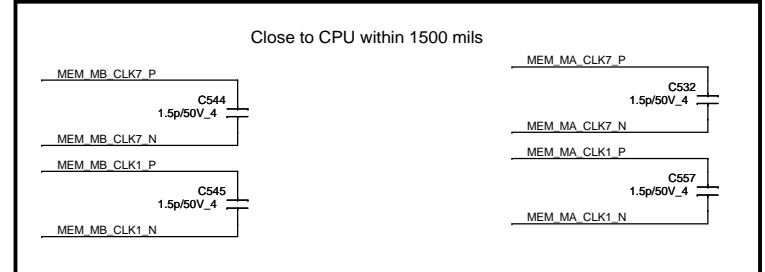 Close to CPU within 1500 mils
MEM_MB_CLK7_P
C544
1.5p/50V_4
MEM_MB_CLK7_N
MEM_MB_CLK1_P
C545
1.5p/50V_4
MEM_MB_CLK1_N
MEM_MA_CLK7_P
C532
1.5p/50V_4
MEM_MA_CLK7_N
MEM_MA_CLK1_P
C557
1.5p/50V_4
MEM_MA_CLK1_N